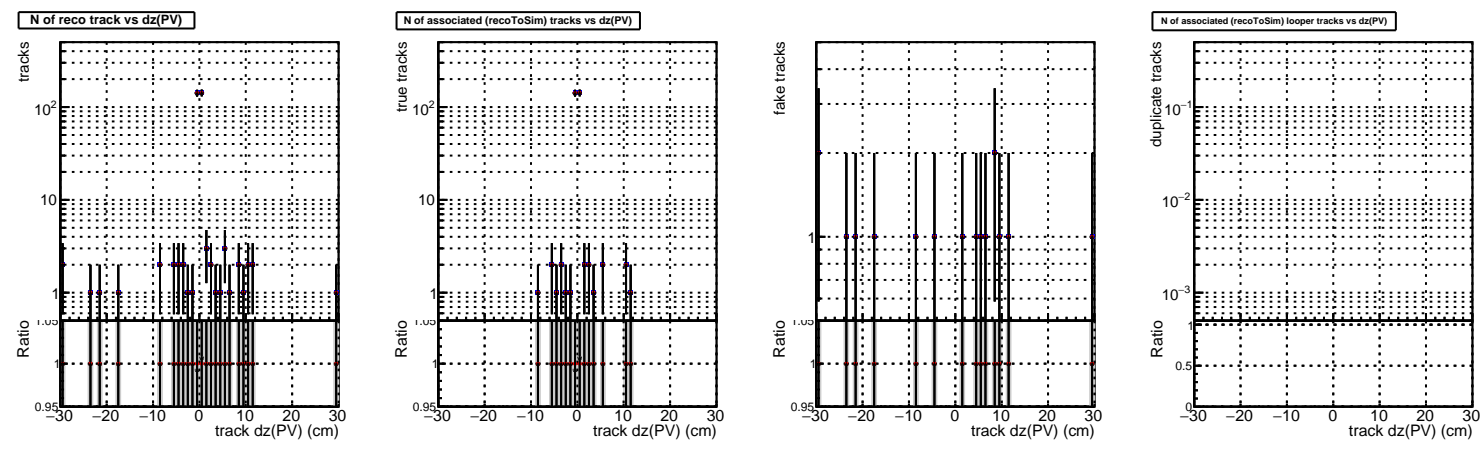 N of reco track vs dz(PV)
tracks
10²
10
1
Ratio
1.05
1
0.95
−30 −20 −10 0 10 20 30
track dz(PV) (cm)
N of associated (recoToSim) tracks vs dz(PV)
true tracks
10²
10
1
Ratio
1.05
1
0.95
−30 −20 −10 0 10 20 30
track dz(PV) (cm)
fake tracks
1
Ratio
1.05
1
0.95
−30 −20 −10 0 10 20 30
track dz(PV) (cm)
N of associated (recoToSim) looper tracks vs dz(PV)
duplicate tracks
10⁻¹
10⁻²
10⁻³
Ratio
1
0.5
0
−30 −20 −10 0 10 20 30
track dz(PV) (cm)